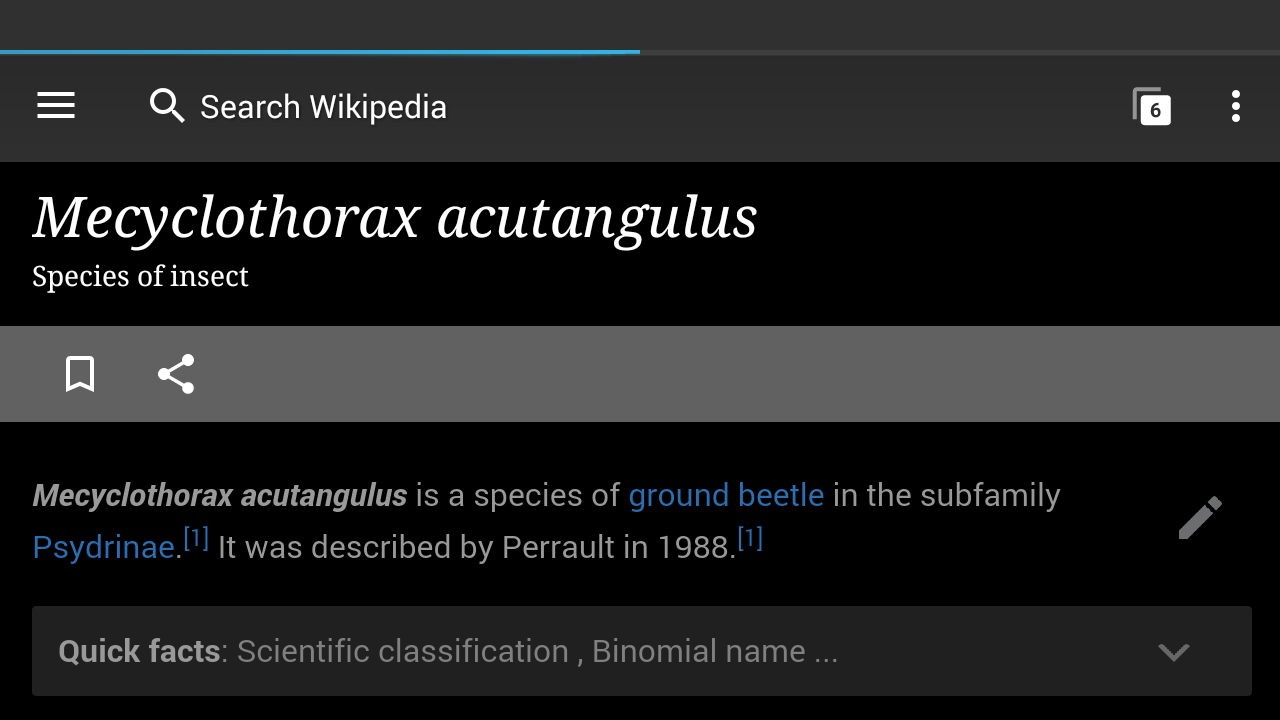 Search Wikipedia
6
Mecyclothorax acutangulus
Species of insect
Mecyclothorax acutangulus is a species of ground beetle in the subfamily
Psydrinae.[1] It was described by Perrault in 1988.[1]
Quick facts: Scientific classification , Binomial name ...